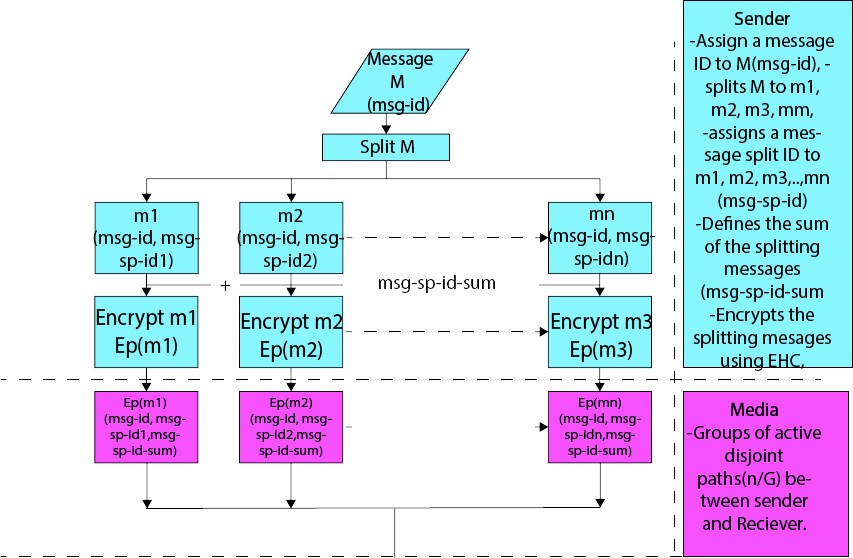 Message
M
(msg-id)
Split M
m1
(msg-id, msg-
sp-id1)
m2
(msg-id, msg-
sp-id2)
mn
(msg-id, msg-
sp-idn)
+
msg-sp-id-sum
Encrypt m1
Ep(m1)
Encrypt m2
Ep(m2)
Encrypt m3
Ep(m3)
Ep(m1)
(msg-id, msg-
sp-id1,msg-
sp-id-sum)
Ep(m2)
(msg-id, msg-
sp-id2,msg-
sp-id-sum)
Ep(mn)
(msg-id, msg-
sp-idn,msg-
sp-id-sum)
Sender
-Assign a message
ID to M(msg-id), -
splits M to m1,
m2, m3, mm,
-assigns a mes-
sage split ID to
m1, m2, m3,..,mn
(msg-sp-id)
-Defines the sum
of the splitting
messages
(msg-sp-id-sum
-Encrypts the
splitting mesages
using EHC,
Media
-Groups of active
disjoint
paths(n/G) be-
tween sender
and Reciever.